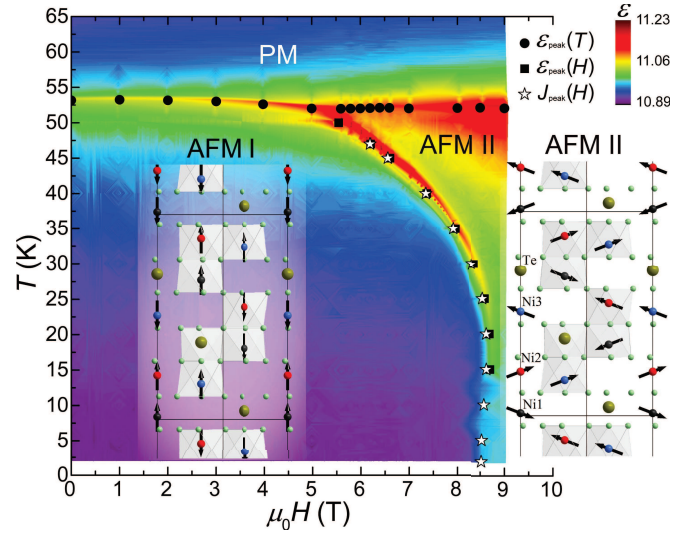 ε
11.23
11.06
10.89
ε_peak(T)
ε_peak(H)
J_peak(H)
PM
AFM I
AFM II
AFM II
Te
Ni3
Ni2
Ni1
T (K)
65
60
55
50
45
40
35
30
25
20
15
10
5
0
0 1 2 3 4 5 6 7 8 9 10
μ₀H (T)